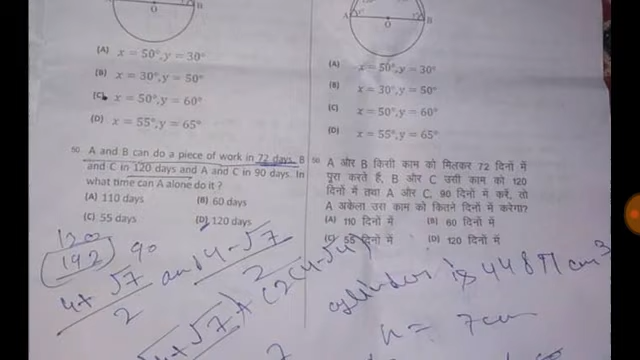 O
B
(A) x = 50°, y = 30°
(B) x = 30°, y = 50°
(C) x = 50°, y = 60°
(D) x = 55°, y = 65°
50 A and B can do a piece of work in 72 days. B
and C in 120 days and A and C in 90 days. In
what time can A alone do it ?
(A) 110 days
(B) 60 days
(C) 55 days
(D) 120 days
A
B
O
(A) x = 50°, y = 30°
(B) x = 30°, y = 50°
(C) x = 50°, y = 60°
(D) x = 55°, y = 65°
50 A और B किसी काम को मिलकर 72 दिनों में
पूरा करते हैं, B और C उसी काम को 120
दिनों में तथा A और C, 90 दिनों में करें, तो
A अकेला उस काम को कितने दिनों में करेगा?
(A) 110 दिनों में
(B) 60 दिनों में
(C) 55 दिनों में
(D) 120 दिनों में
120
192 90
4+√7 and 4-√7
2 2
cylinder is 448π cm³
h = 7cm